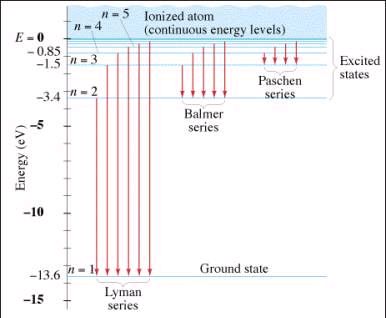 n = 5
Ionized atom
(continuous energy levels)
n = 4
E = 0
– 0.85
n = 3
–1.5
Excited
states
Paschen
series
n = 2
–3.4
Balmer
series
–5
Energy (eV)
–10
–13.6
n = 1
Ground state
Lyman
series
–15